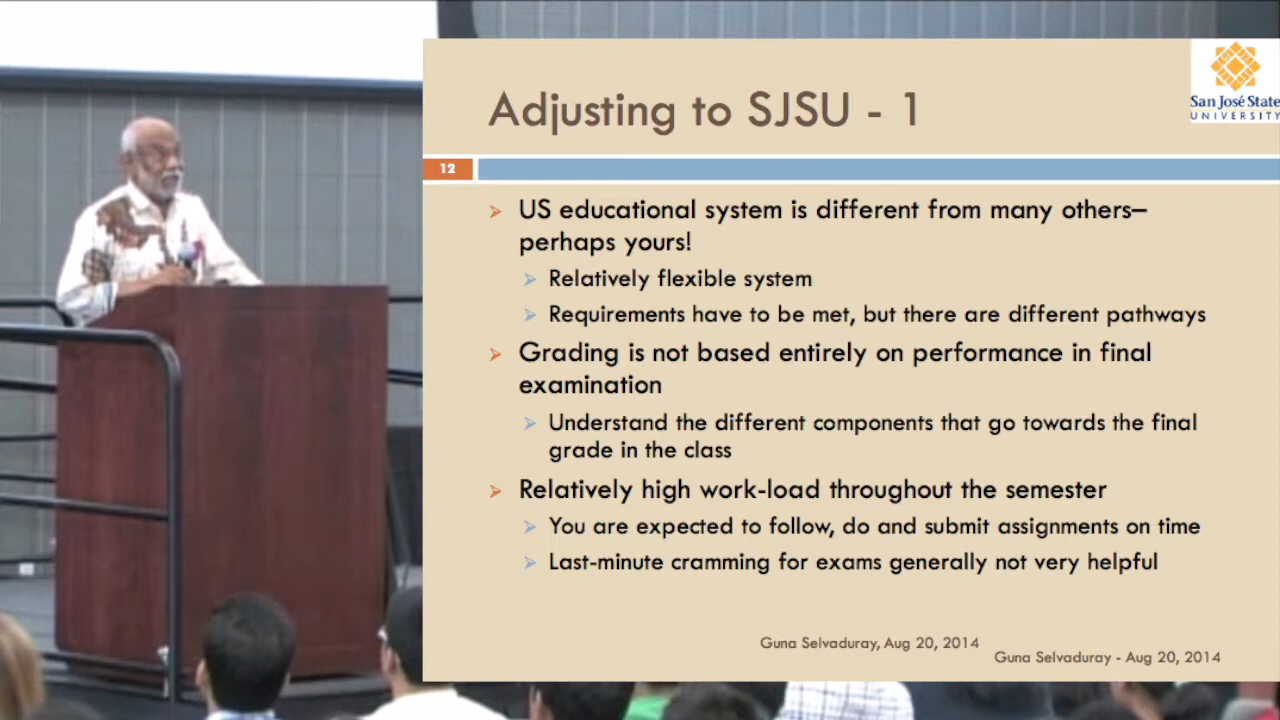 Adjusting to SJSU - 1
San José State
UNIVERSITY
12
US educational system is different from many others—
perhaps yours!
Relatively flexible system
Requirements have to be met, but there are different pathways
Grading is not based entirely on performance in final
examination
Understand the different components that go towards the final
grade in the class
Relatively high work-load throughout the semester
You are expected to follow, do and submit assignments on time
Last-minute cramming for exams generally not very helpful
Guna Selvaduray, Aug 20, 2014
Guna Selvaduray - Aug 20, 2014